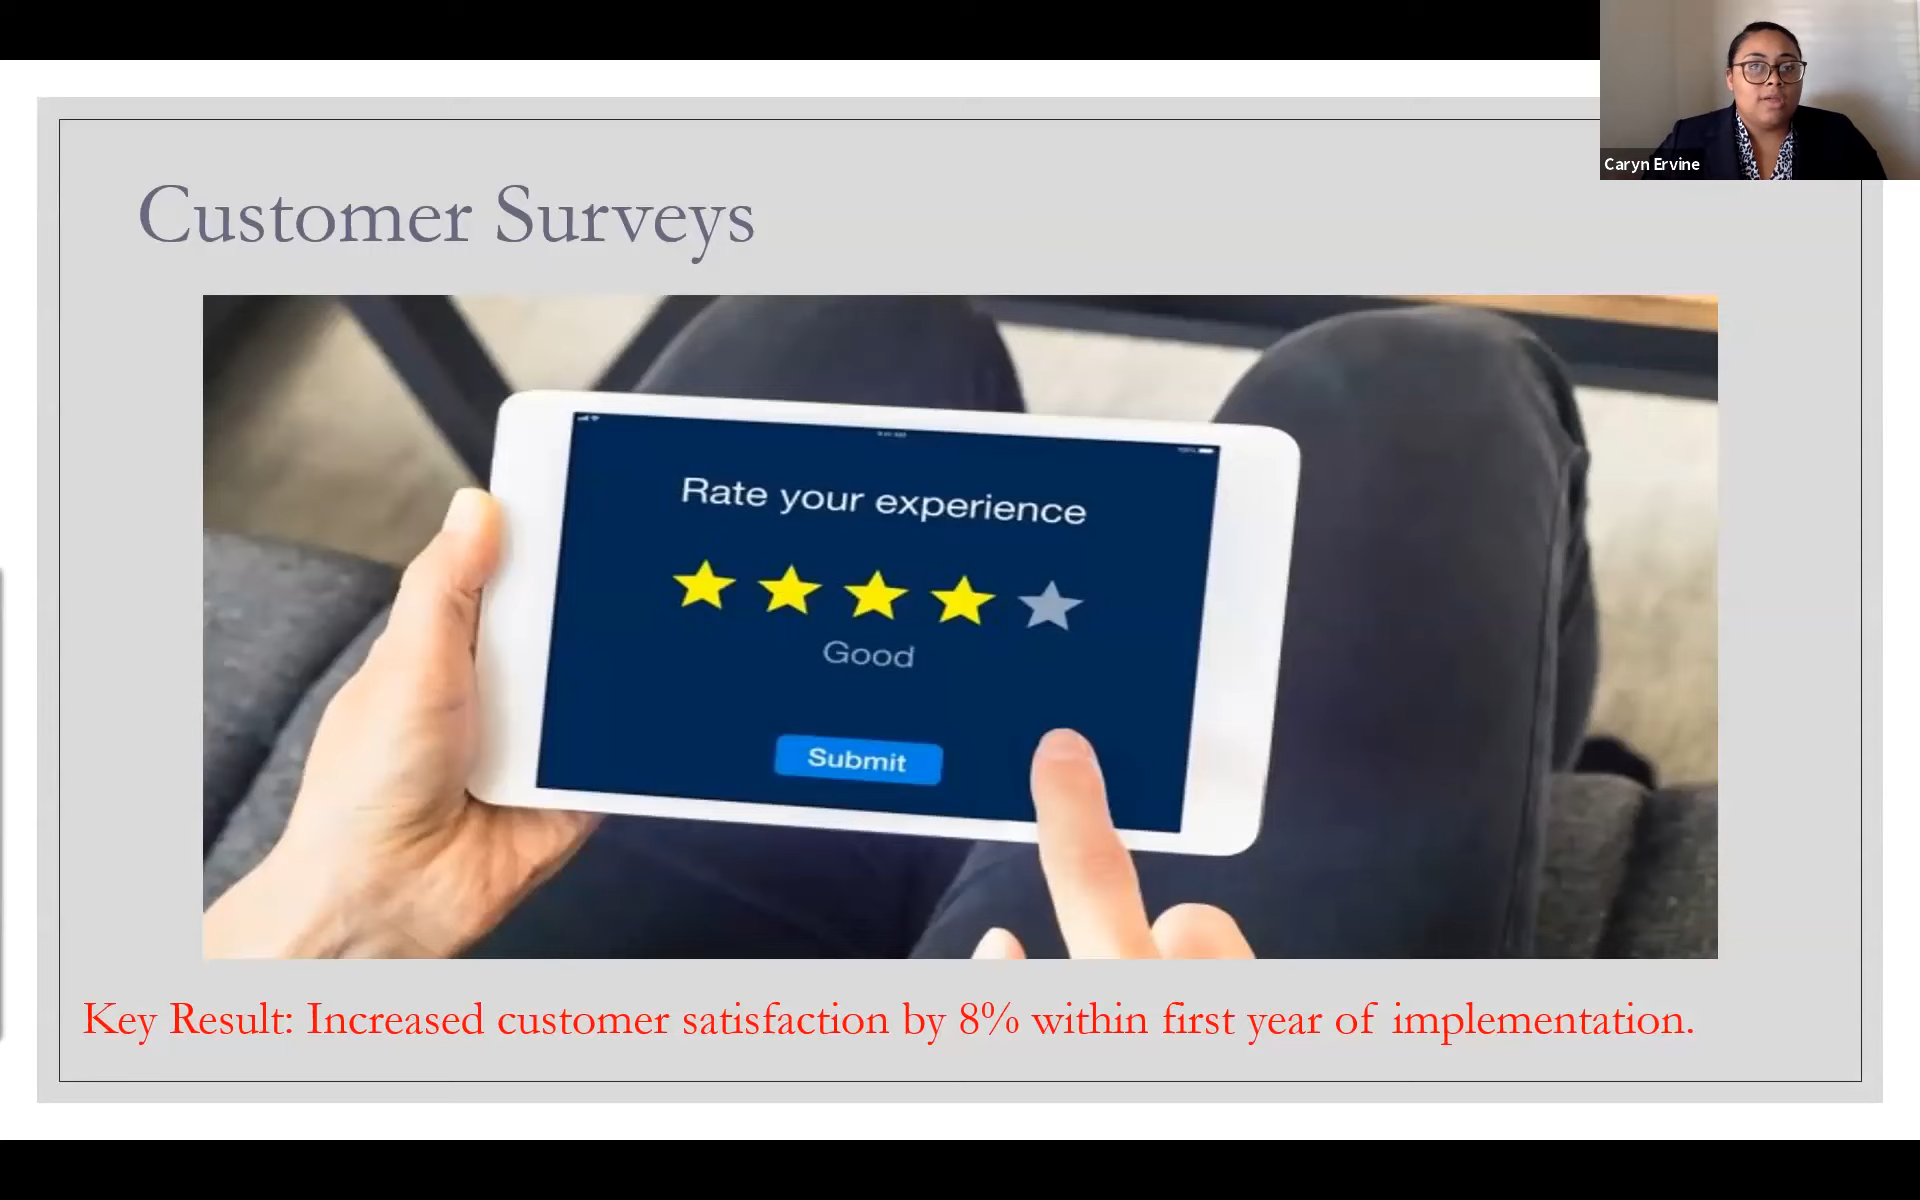 Caryn Ervine
Customer Surveys
Rate your experience
Good
Submit
Key Result: Increased customer satisfaction by 8% within first year of implementation.